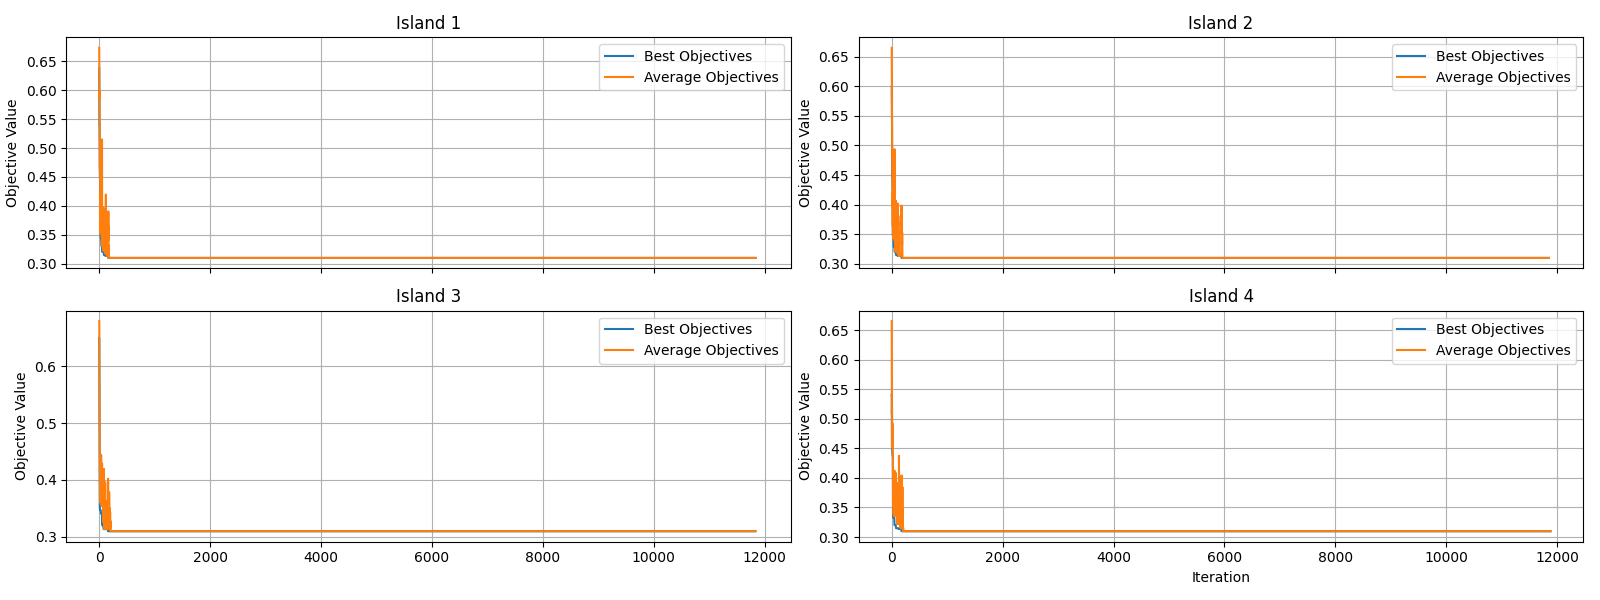 Island 1
Objective Value
0.65
0.60
0.55
0.50
0.45
0.40
0.35
0.30
Best Objectives
Average Objectives
Island 2
Objective Value
0.65
0.60
0.55
0.50
0.45
0.40
0.35
0.30
Best Objectives
Average Objectives
Island 3
Objective Value
0.6
0.5
0.4
0.3
Best Objectives
Average Objectives
0 2000 4000 6000 8000 10000 12000
Island 4
Objective Value
0.65
0.60
0.55
0.50
0.45
0.40
0.35
0.30
Best Objectives
Average Objectives
0 2000 4000 6000 8000 10000 12000
Iteration